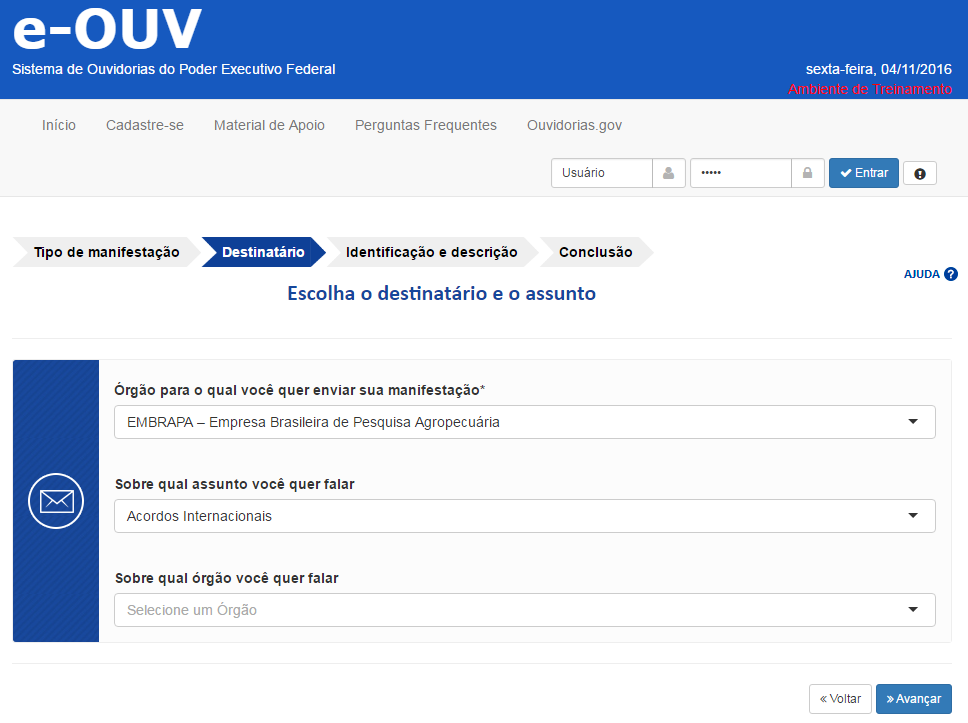 e-OUV
Sistema de Ouvidorias do Poder Executivo Federal
sexta-feira, 04/11/2016
Ambiente de Treinamento
Início Cadastre-se Material de Apoio Perguntas Frequentes Ouvidorias.gov
Usuário ••••• Entrar
Tipo de manifestação Destinatário Identificação e descrição Conclusão
AJUDA ?
Escolha o destinatário e o assunto
Órgão para o qual você quer enviar sua manifestação*
EMBRAPA – Empresa Brasileira de Pesquisa Agropecuária
Sobre qual assunto você quer falar
Acordos Internacionais
Sobre qual órgão você quer falar
Selecione um Órgão
« Voltar » Avançar